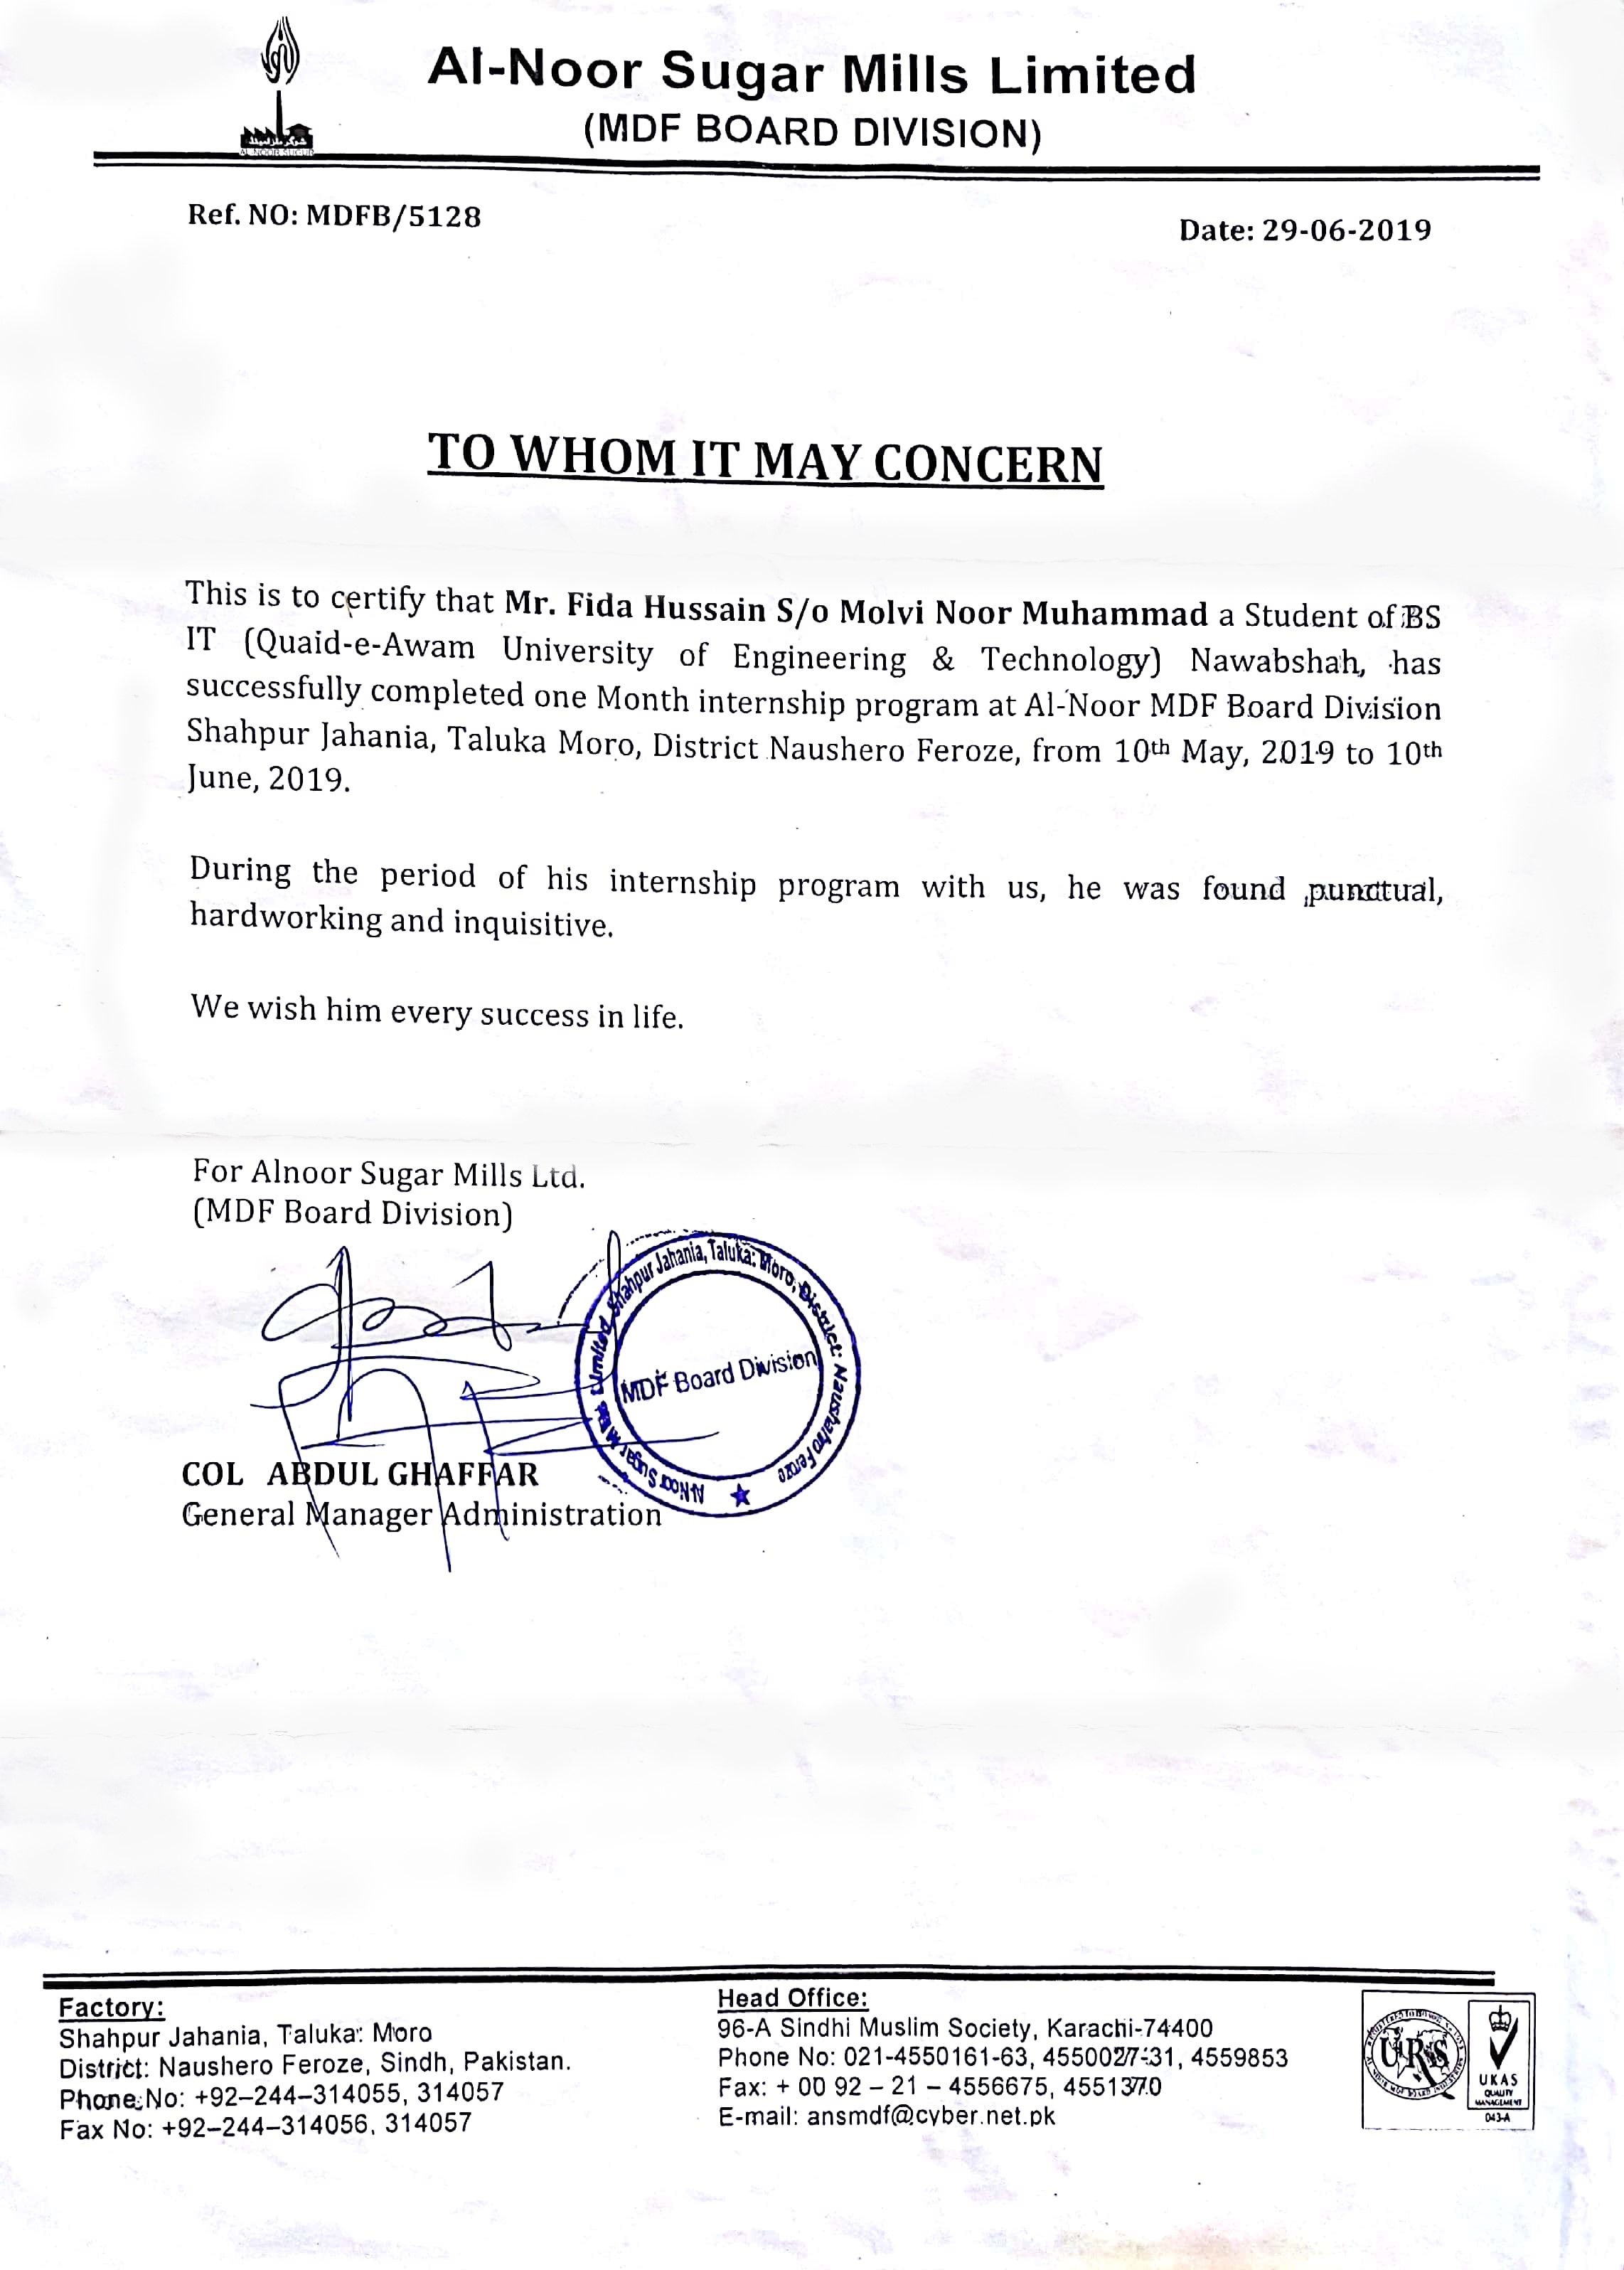 Al-Noor Sugar Mills Limited
(MDF BOARD DIVISION)
AL-NOOR SUGUR
Ref. NO: MDFB/5128
Date: 29-06-2019
TO WHOM IT MAY CONCERN
This is to certify that Mr. Fida Hussain S/o Molvi Noor Muhammad a Student of BS
IT (Quaid-e-Awam University of Engineering & Technology) Nawabshah, has
successfully completed one Month internship program at Al-Noor MDF Board Division
Shahpur Jahania, Taluka Moro, District Naushero Feroze, from 10th May, 2019 to 10th
June, 2019.
During the period of his internship program with us, he was found punctual,
hardworking and inquisitive.
We wish him every success in life.
For Alnoor Sugar Mills Ltd.
(MDF Board Division)
AlNoor Sugar Mills Limited Shahpur Jahania, Taluka: Moro, District: Naushahro Feroze
MDF Board Division
COL ABDUL GHAFFAR
General Manager Administration
Factory:
Shahpur Jahania, Taluka: Moro
District: Naushero Feroze, Sindh, Pakistan.
Phone No: +92-244-314055, 314057
Fax No: +92-244-314056, 314057
Head Office:
96-A Sindhi Muslim Society, Karachi-74400
Phone No: 021-4550161-63, 4550027-31, 4559853
Fax: + 00 92 – 21 – 4556675, 4551370
E-mail: ansmdf@cyber.net.pk
URS
UKAS
QUALITY
MANAGEMENT
043-A